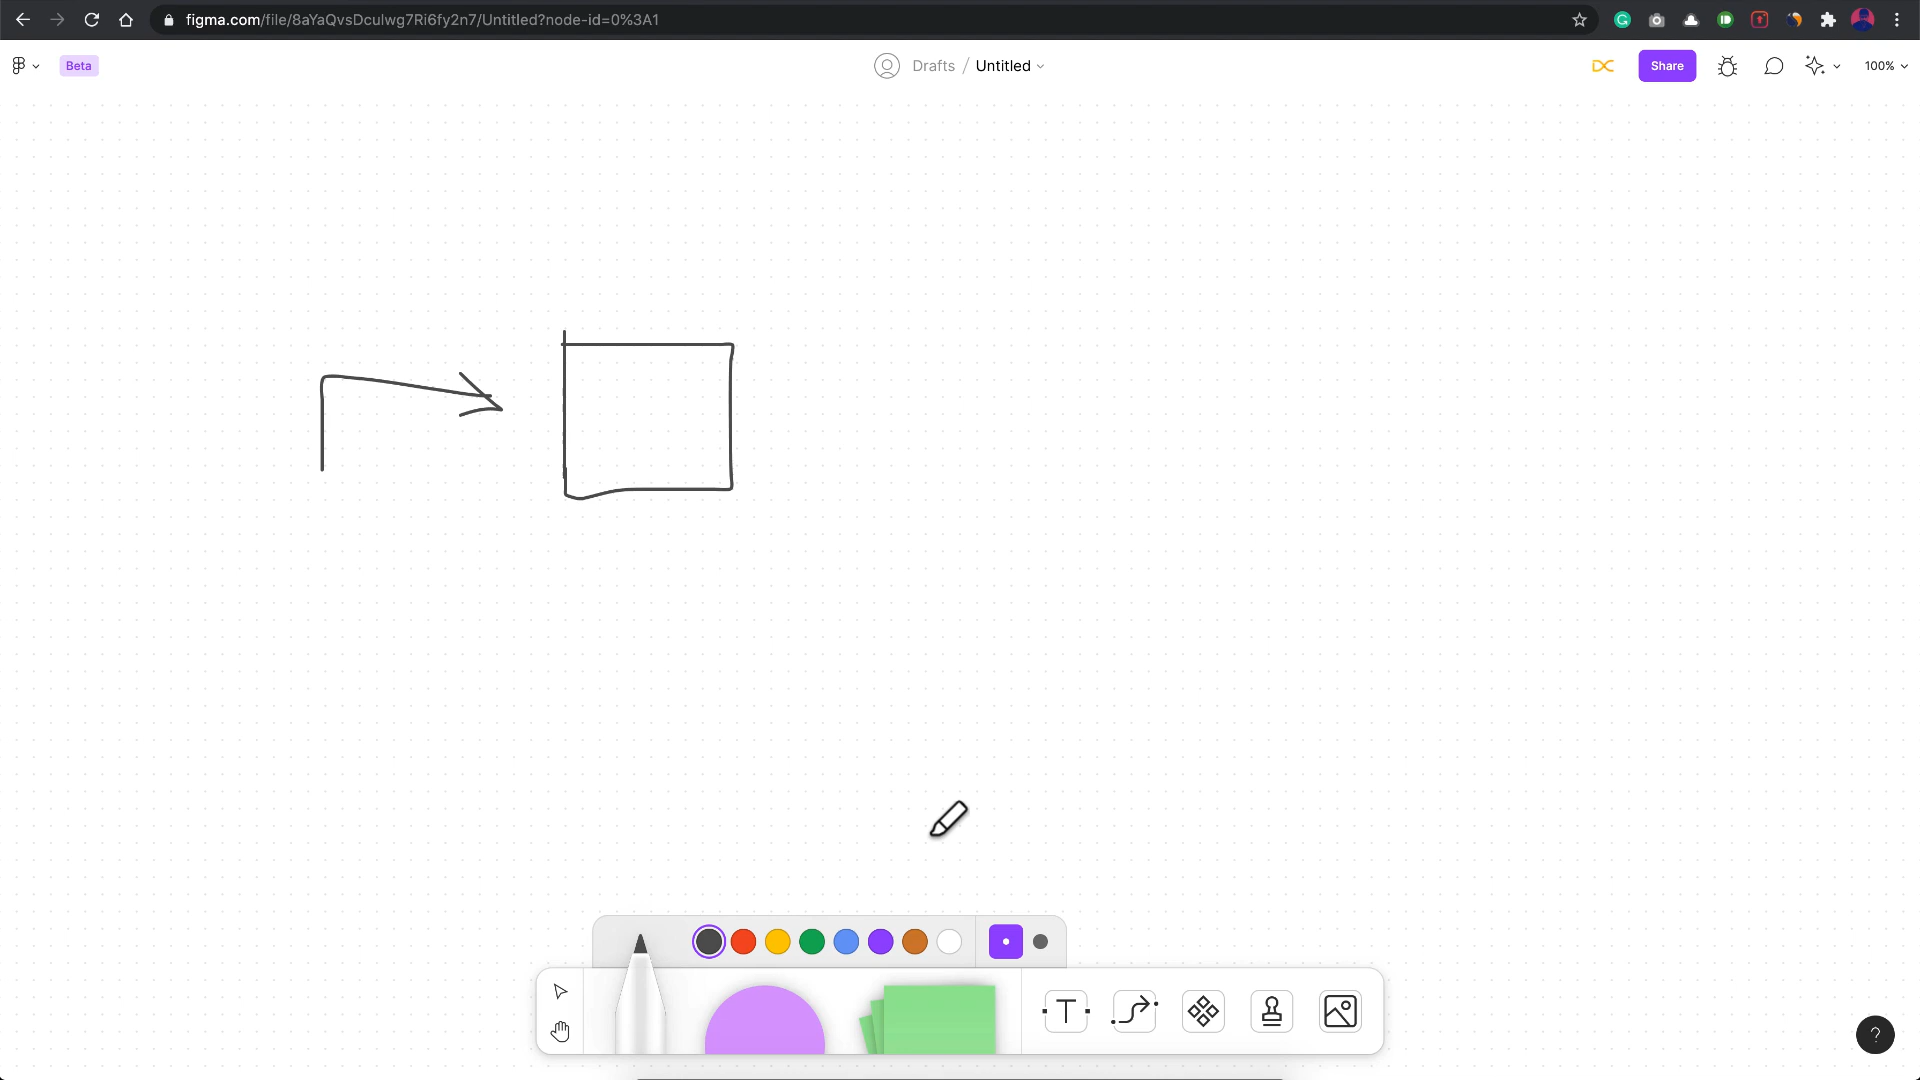 figma.com/file/8aYaQvsDculwg7Ri6fy2n7/Untitled?node-id=0%3A1
Beta
Drafts / Untitled
Share
100%
T
?